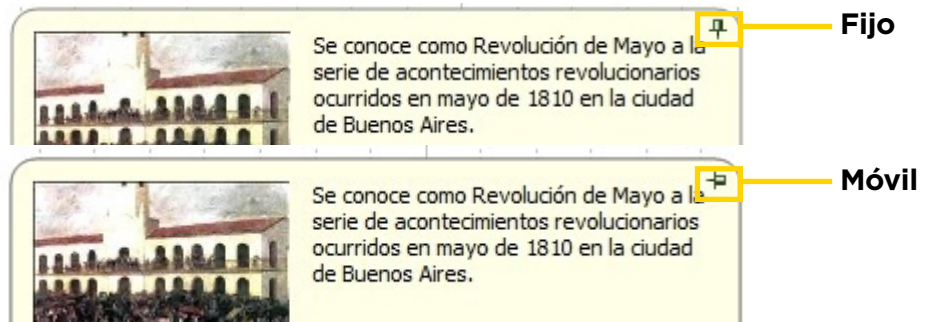 Fijo
Se conoce como Revolución de Mayo a la
serie de acontecimientos revolucionarios
ocurridos en mayo de 1810 en la ciudad
de Buenos Aires.
Móvil
Se conoce como Revolución de Mayo a la
serie de acontecimientos revolucionarios
ocurridos en mayo de 1810 en la ciudad
de Buenos Aires.